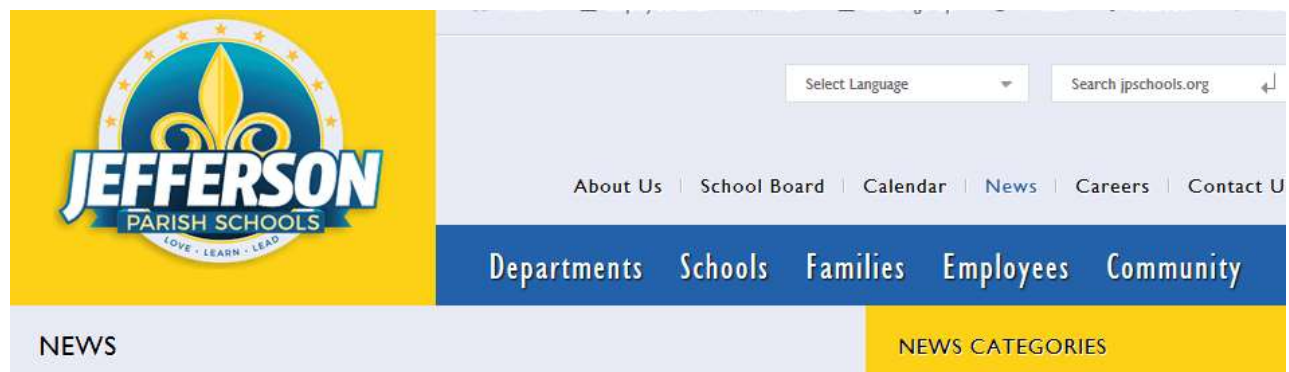 JEFFERSON
PARISH SCHOOLS
LOVE · LEARN · LEAD
Select Language
Search jpschools.org
About Us | School Board | Calendar | News | Careers | Contact U
Departments Schools Families Employees Community
NEWS
NEWS CATEGORIES